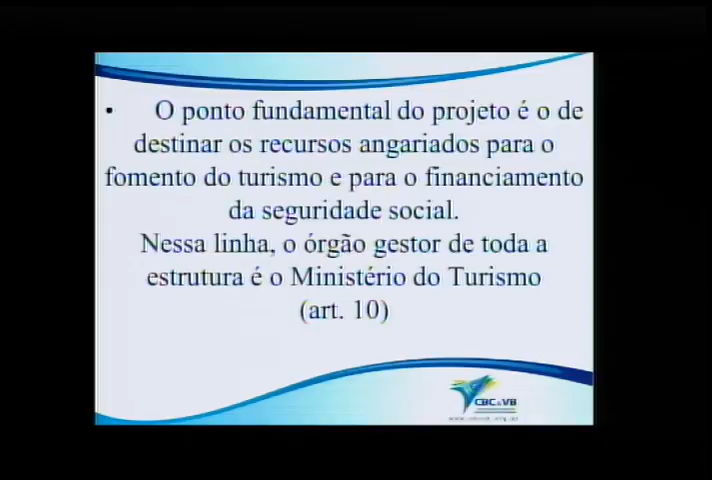 • O ponto fundamental do projeto é o de
destinar os recursos angariados para o
fomento do turismo e para o financiamento
da seguridade social.
Nessa linha, o órgão gestor de toda a
estrutura é o Ministério do Turismo
(art. 10)
CBC&VB